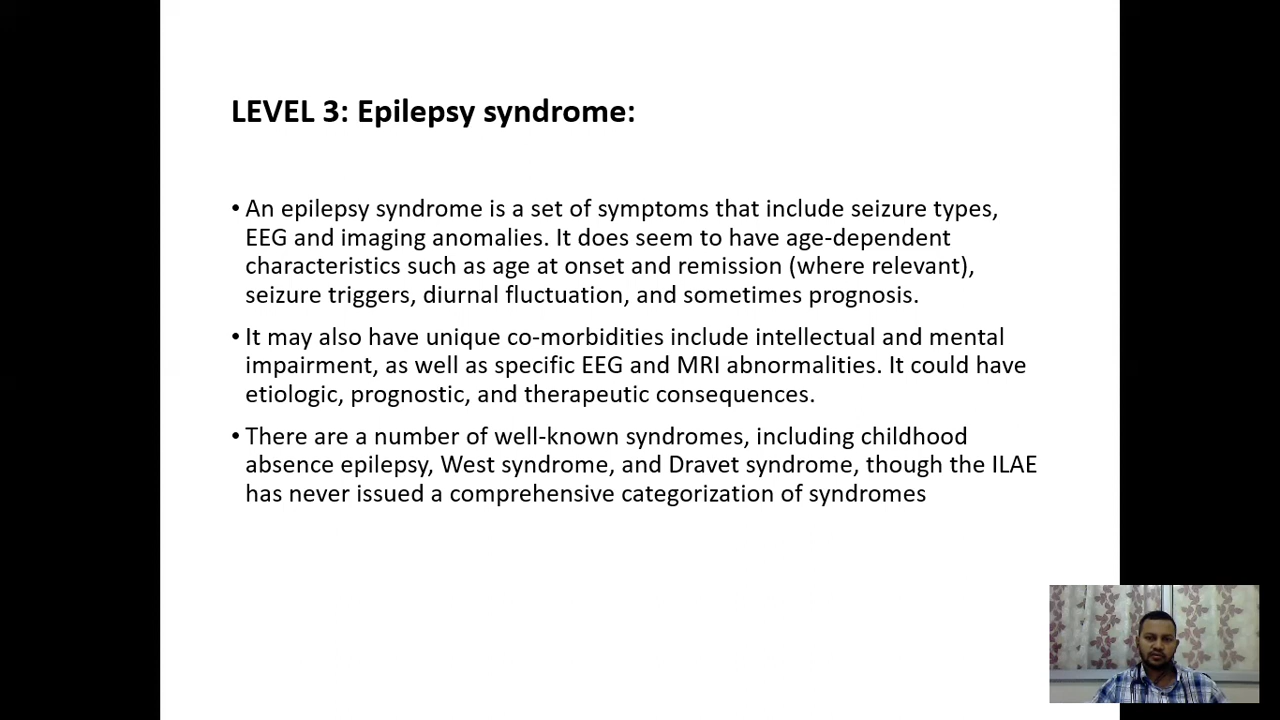 LEVEL 3: Epilepsy syndrome:
• An epilepsy syndrome is a set of symptoms that include seizure types,
EEG and imaging anomalies. It does seem to have age-dependent
characteristics such as age at onset and remission (where relevant),
seizure triggers, diurnal fluctuation, and sometimes prognosis.
• It may also have unique co-morbidities include intellectual and mental
impairment, as well as specific EEG and MRI abnormalities. It could have
etiologic, prognostic, and therapeutic consequences.
• There are a number of well-known syndromes, including childhood
absence epilepsy, West syndrome, and Dravet syndrome, though the ILAE
has never issued a comprehensive categorization of syndromes